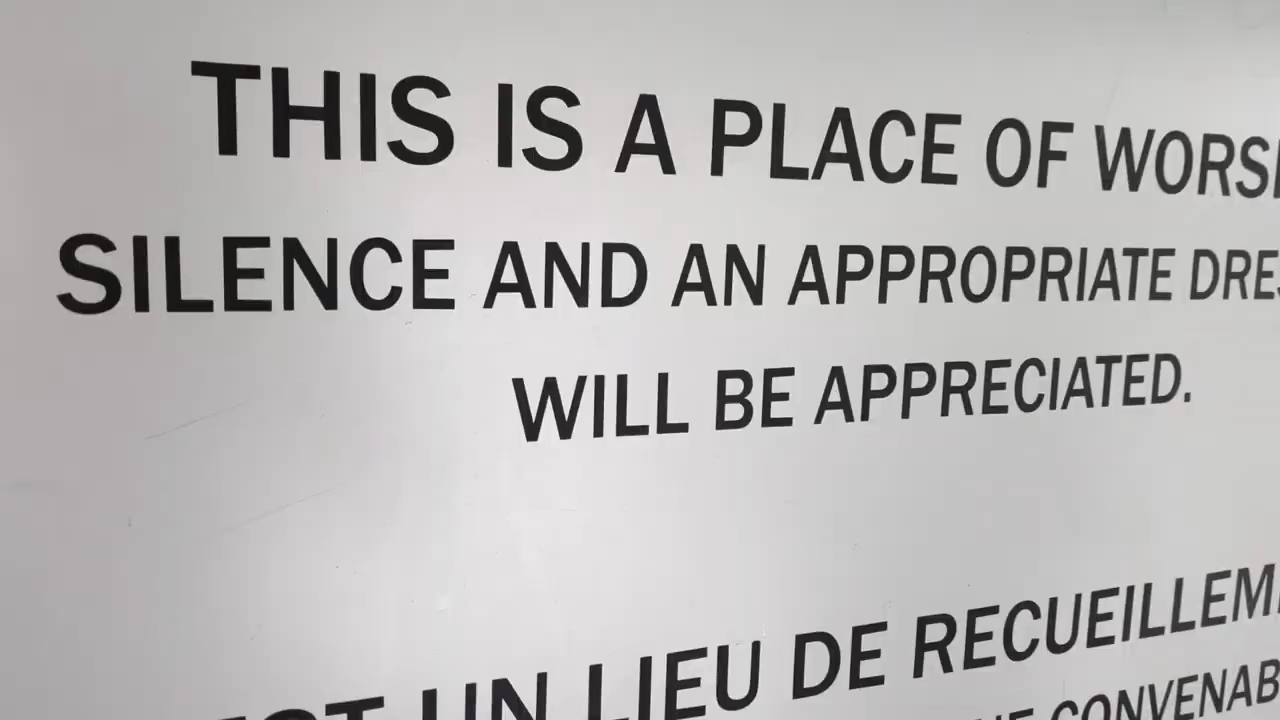 THIS IS A PLACE OF
SILENCE AND AN APPROPRIATE
WILL BE APPRECIATED.
UN LIEU DE